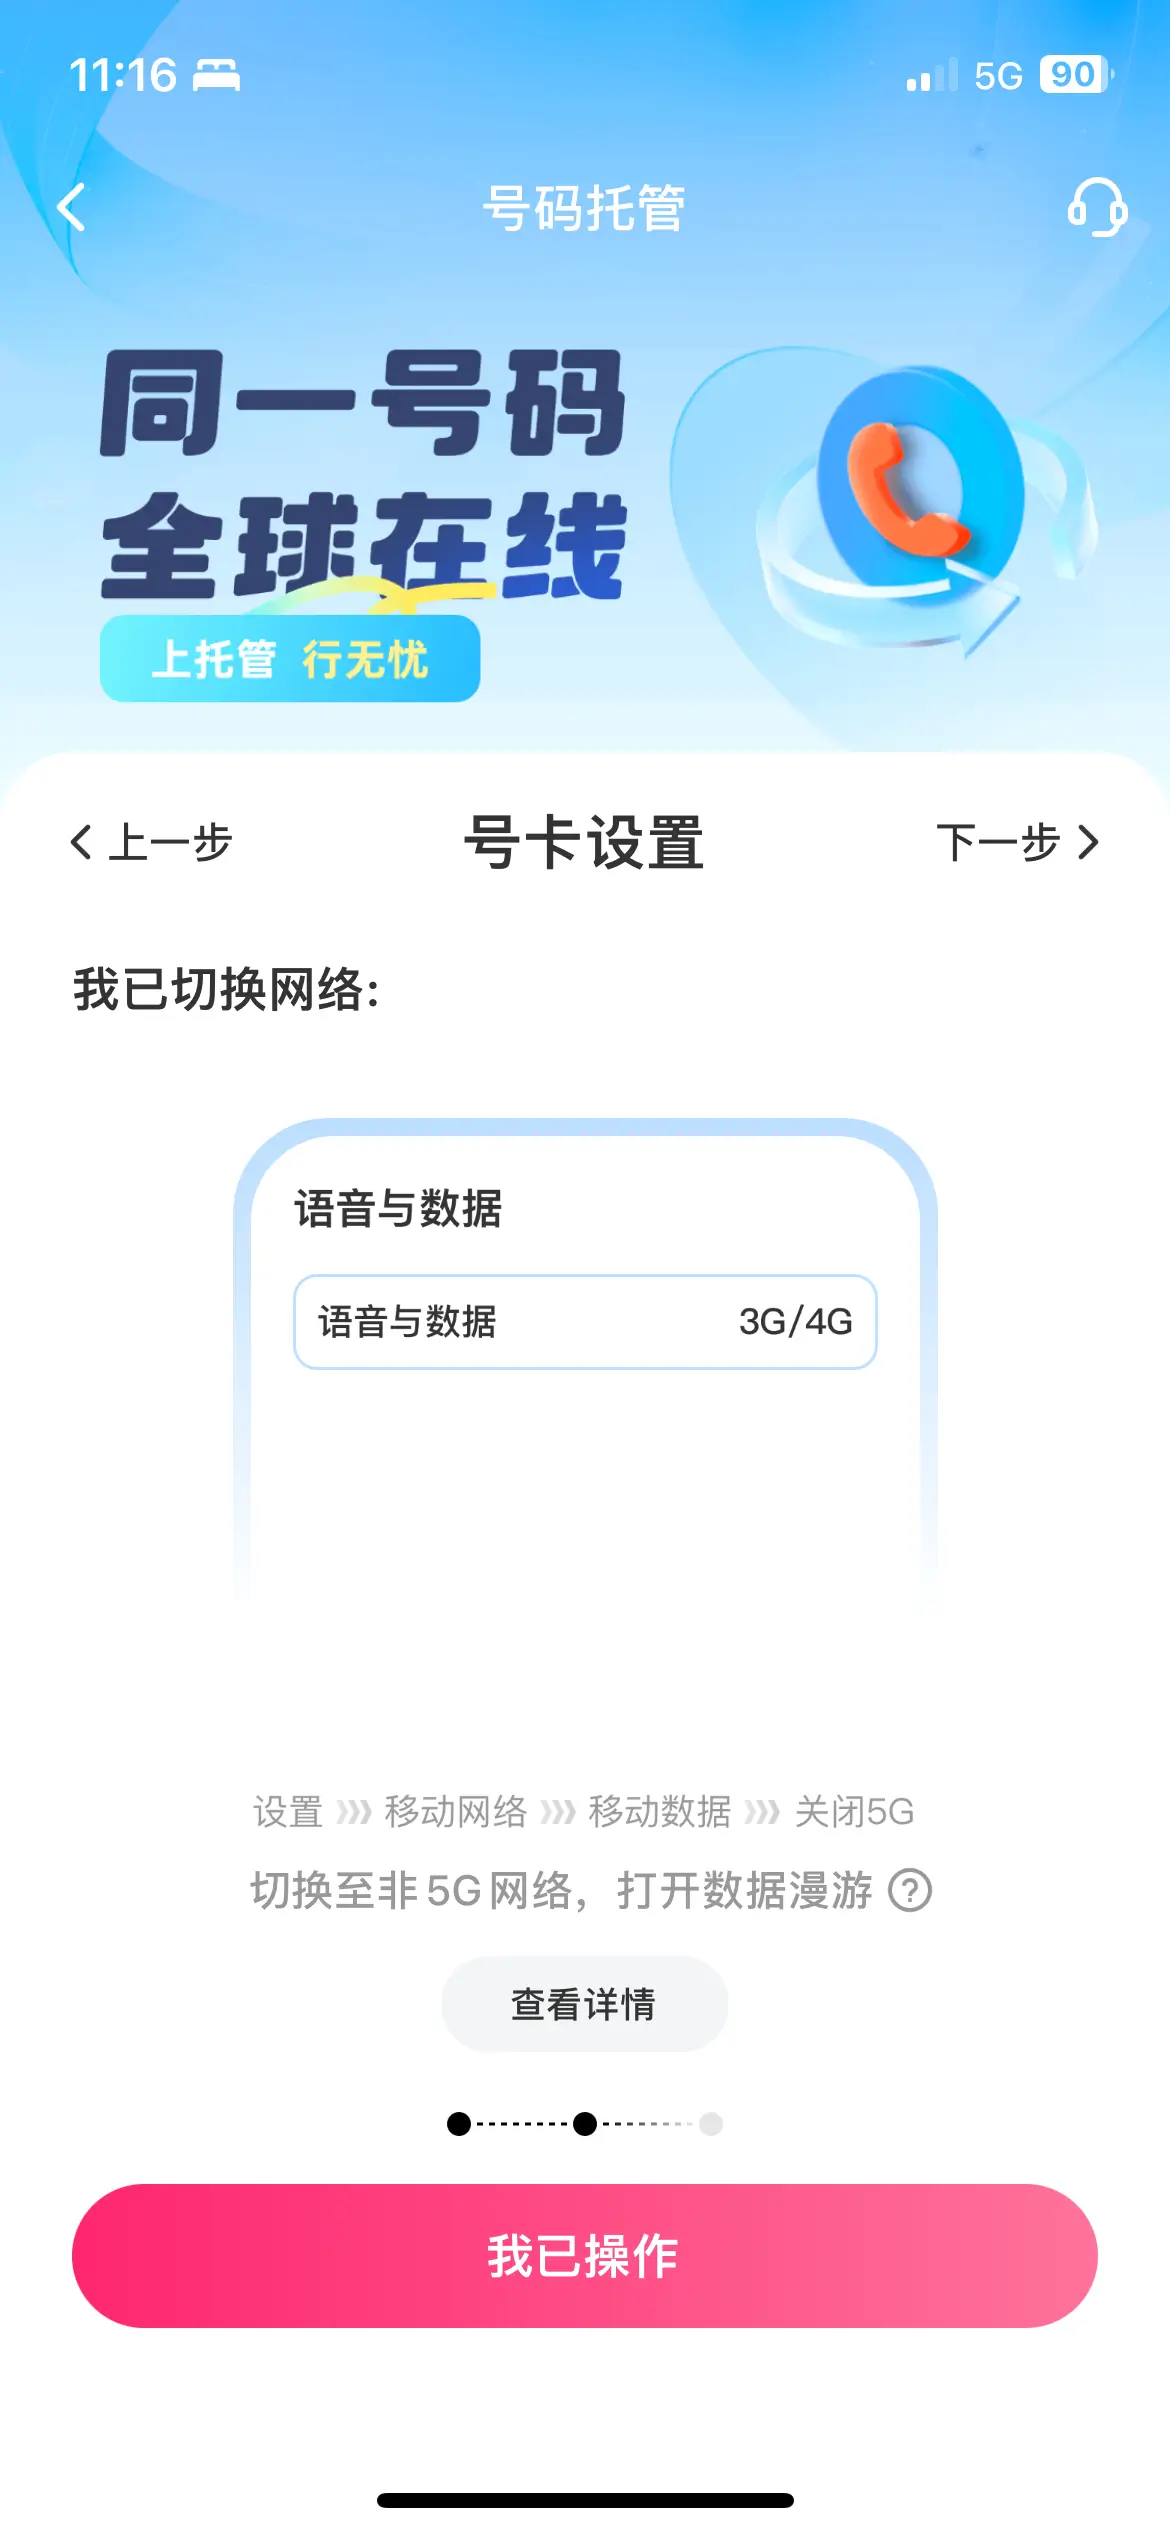 11:16 5G 90
号码托管
同一号码
全球在线
上托管 行无忧
上一步 号卡设置 下一步
我已切换网络:
语音与数据
语音与数据 3G/4G
设置 移动网络 移动数据 关闭5G
切换至非5G网络，打开数据漫游 ?
查看详情
我已操作